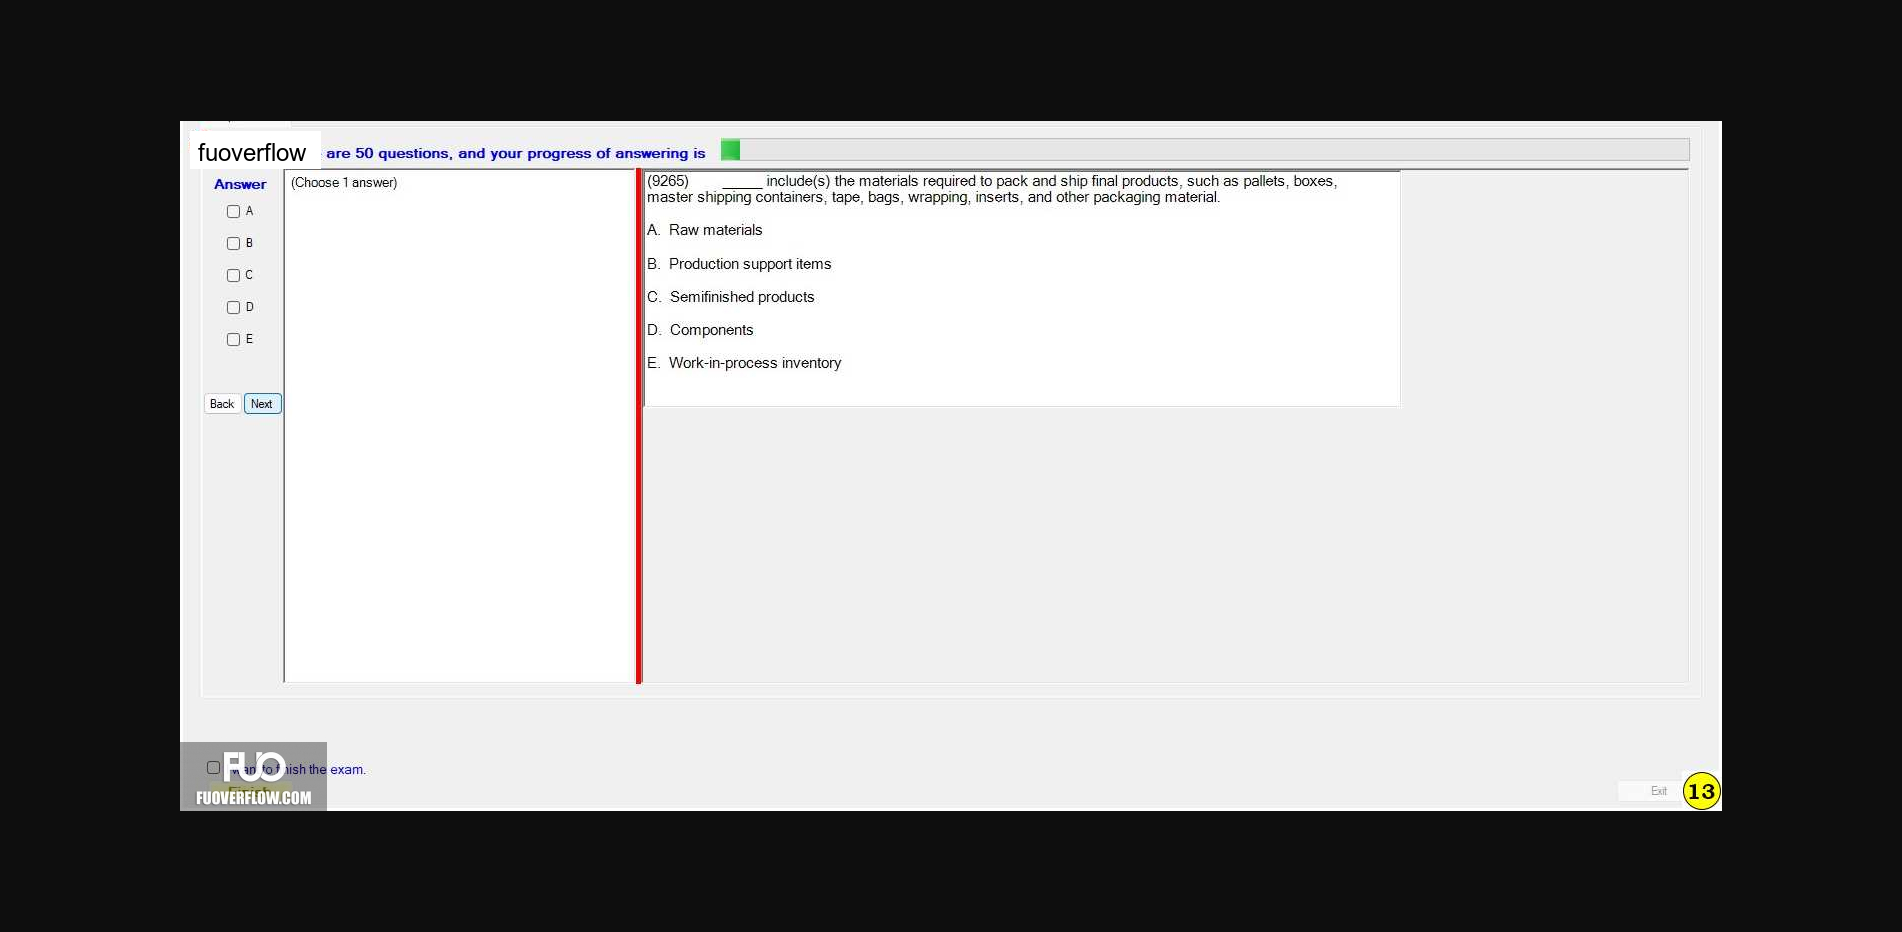 fuoverflow are 50 questions, and your progress of answering is
Answer
(Choose 1 answer)
A
B
C
D
E
Back Next
(9265) _____ include(s) the materials required to pack and ship final products, such as pallets, boxes,
master shipping containers, tape, bags, wrapping, inserts, and other packaging material.
A. Raw materials
B. Production support items
C. Semifinished products
D. Components
E. Work-in-process inventory
FUO
want to finish the exam.
Finish
FUOVERFLOW.COM
Exit
13